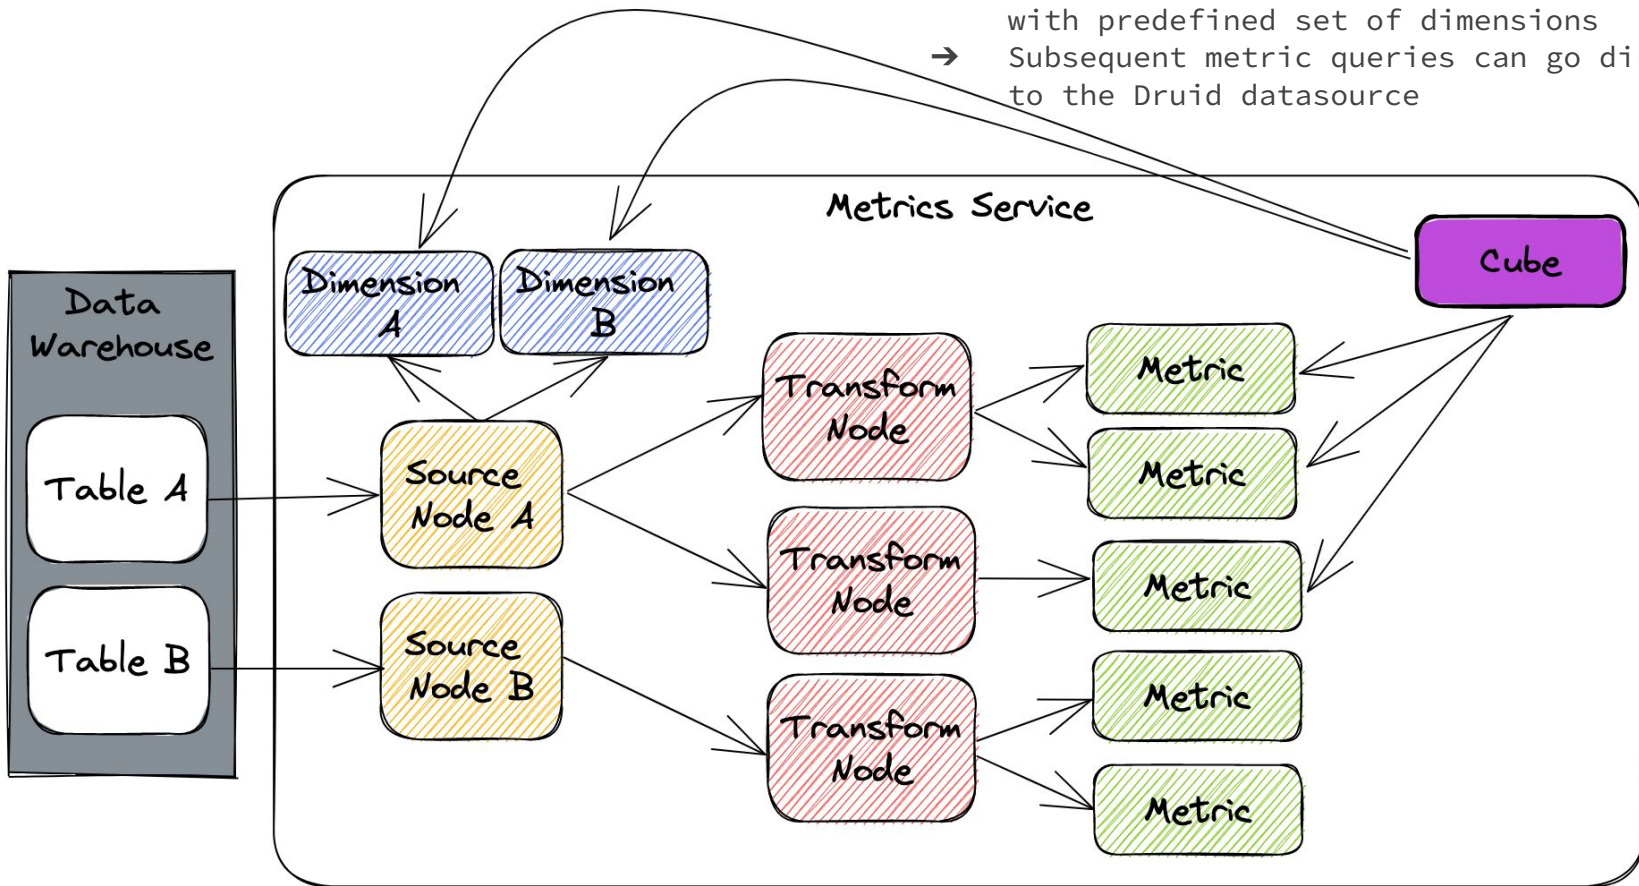 with predefined set of dimensions
➔ Subsequent metric queries can go di
to the Druid datasource
Metrics Service
Cube
Dimension
A
Dimension
B
Data
Warehouse
Table A
Table B
Source
Node A
Source
Node B
Transform
Node
Transform
Node
Transform
Node
Metric
Metric
Metric
Metric
Metric